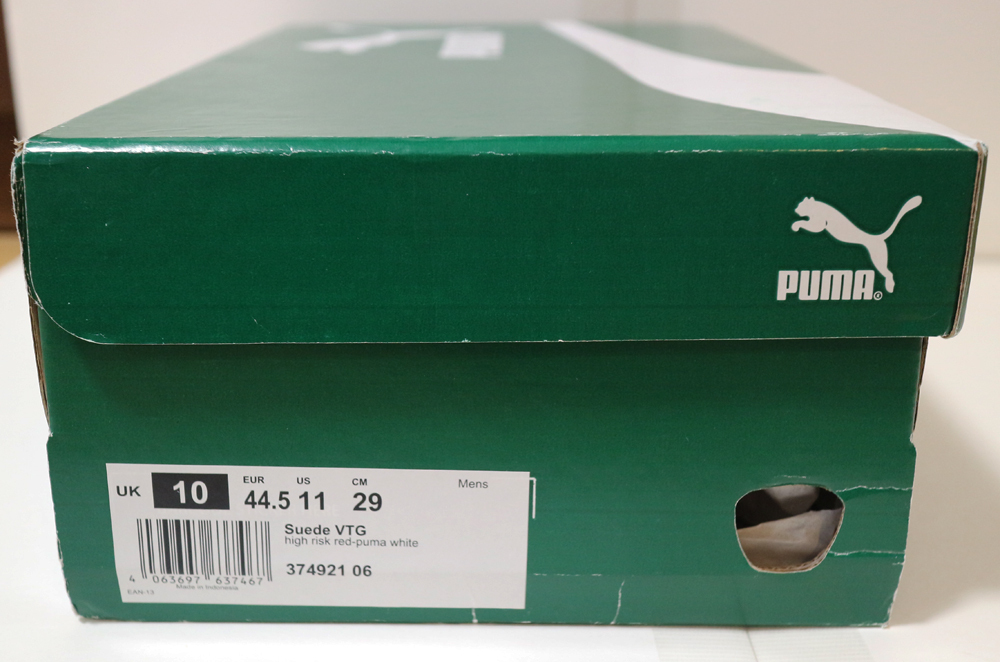 PUMA
UK 10 EUR 44.5 US 11 CM 29 Mens
Suede VTG
high risk red-puma white
374921 06
4 063697 637467
Made in Indonesia
EAN-13